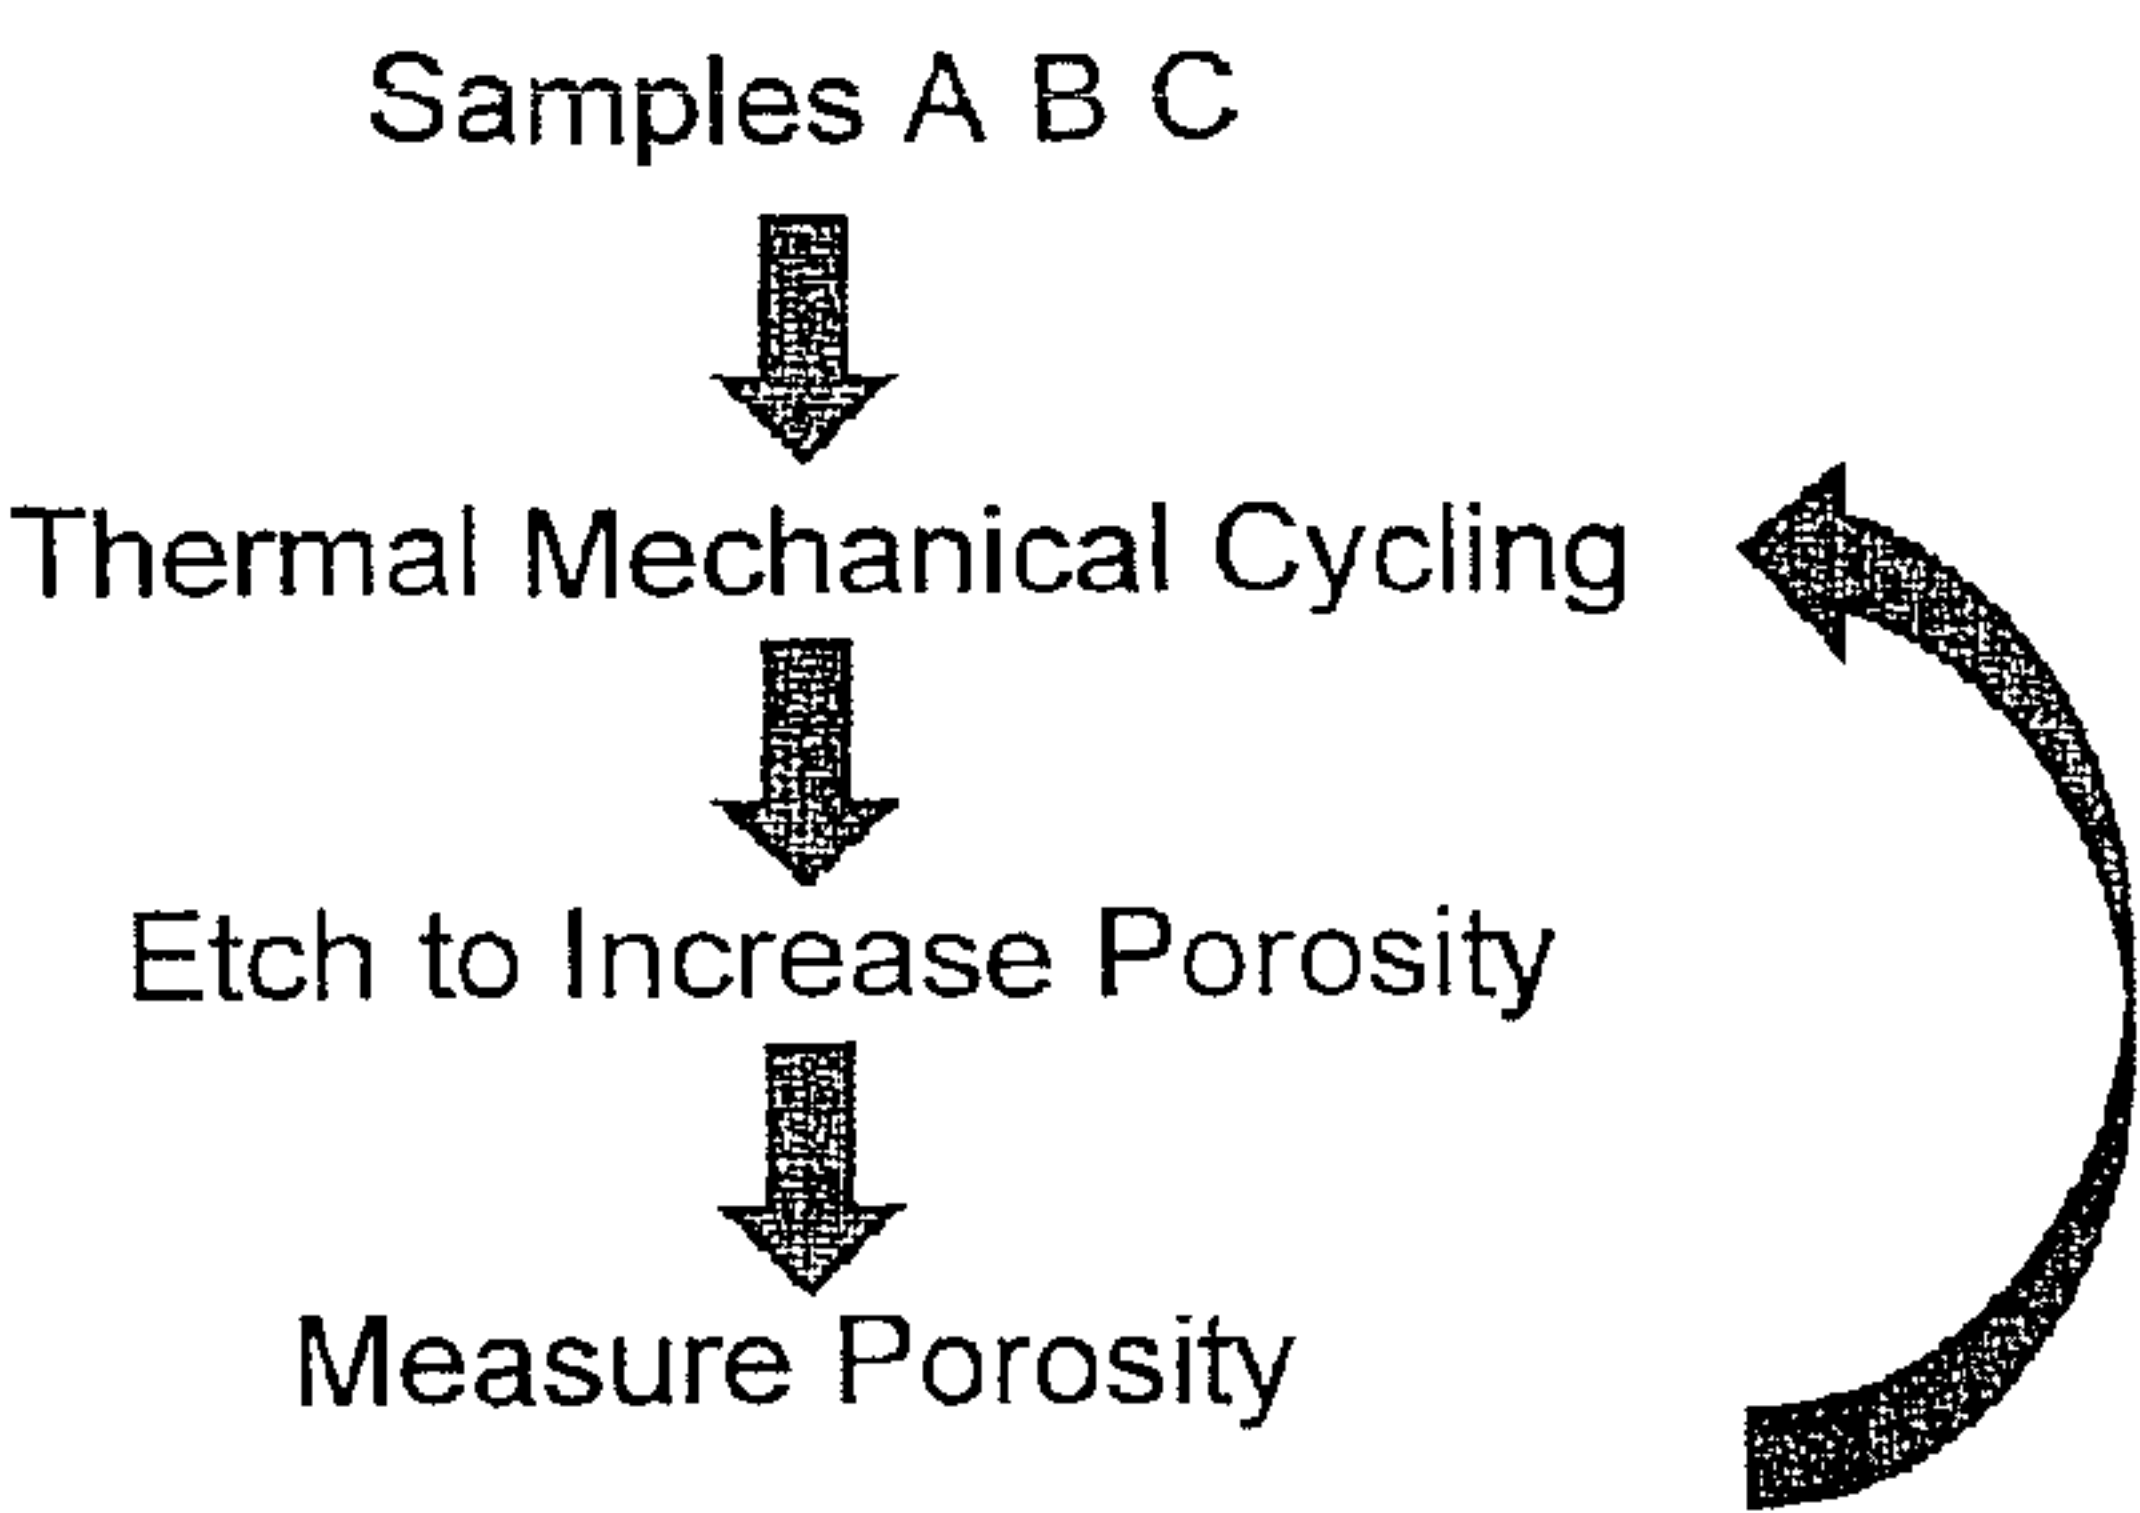 Samples A B C
Thermal Mechanical Cycling
Etch to Increase Porosity
Measure Porosity